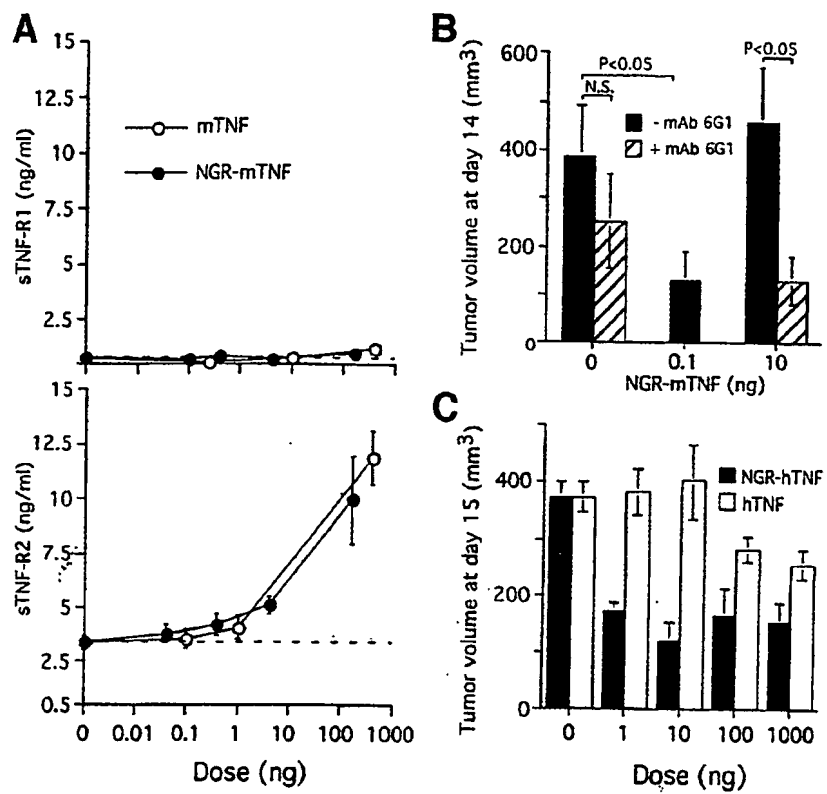 A
sTNF-R1 (ng/ml)
15
12.5
10
7.5
5
2.5
mTNF
NGR-mTNF
sTNF-R2 (ng/ml)
15
12.5
10
7.5
5
2.5
0.5
0 0.01 0.1 1 10 100 1000
Dose (ng)
B
Tumor volume at day 14 (mm3)
600
400
200
0
P<0.05
N.S.
P<0.05
- mAb 6G1
+ mAb 6G1
0 0.1 10
NGR-mTNF (ng)
C
Tumor volume at day 15 (mm3)
400
200
0
NGR-hTNF
hTNF
0 1 10 100 1000
Dose (ng)